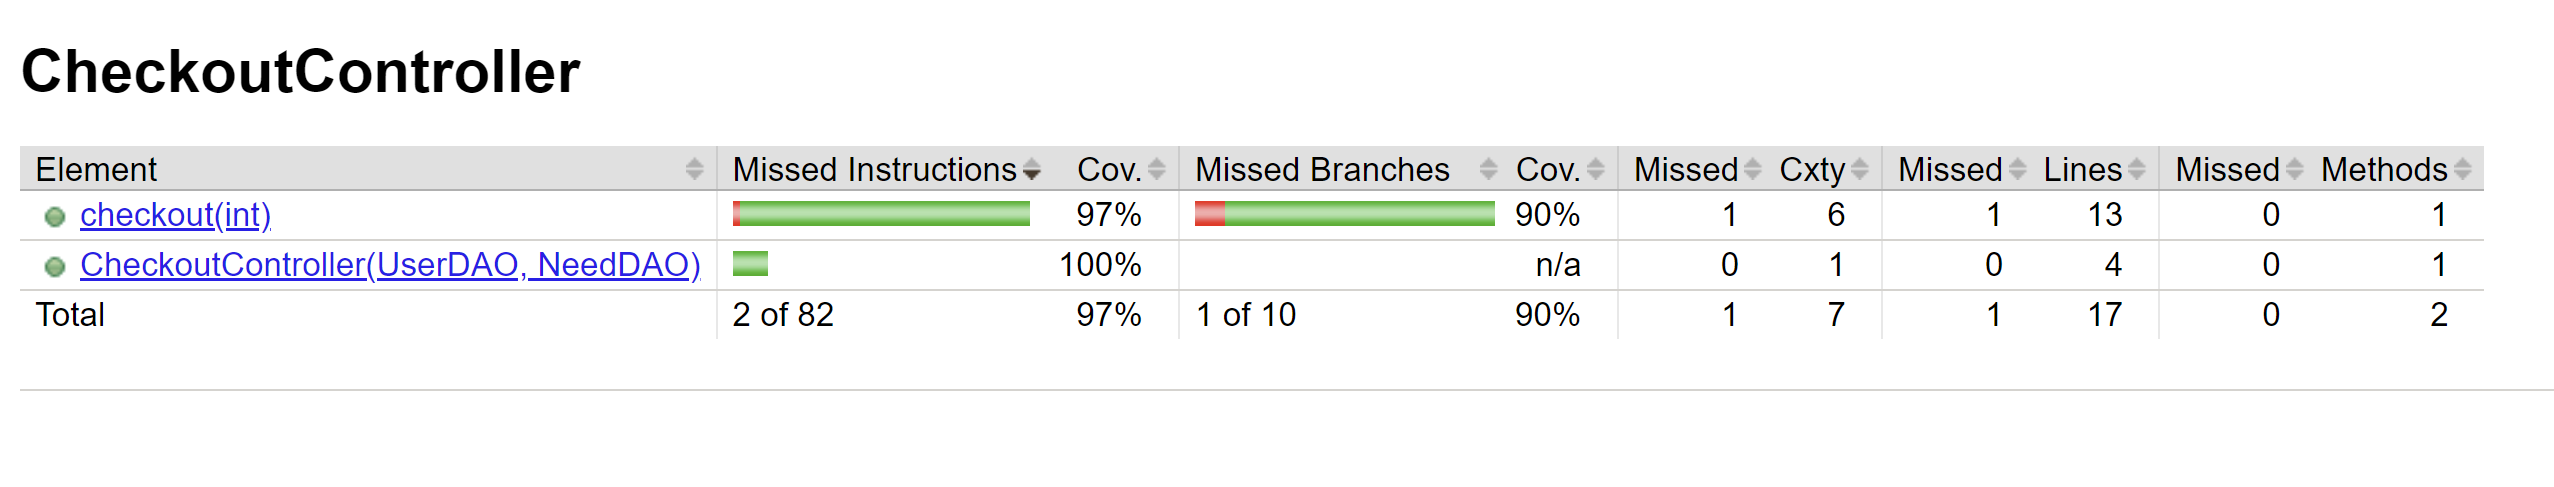 CheckoutController
Element Missed Instructions Cov. Missed Branches Cov. Missed Cxty Missed Lines Missed Methods
checkout(int) 97% 90% 1 6 1 13 0 1
CheckoutController(UserDAO, NeedDAO) 100% n/a 0 1 0 4 0 1
Total 2 of 82 97% 1 of 10 90% 1 7 1 17 0 2